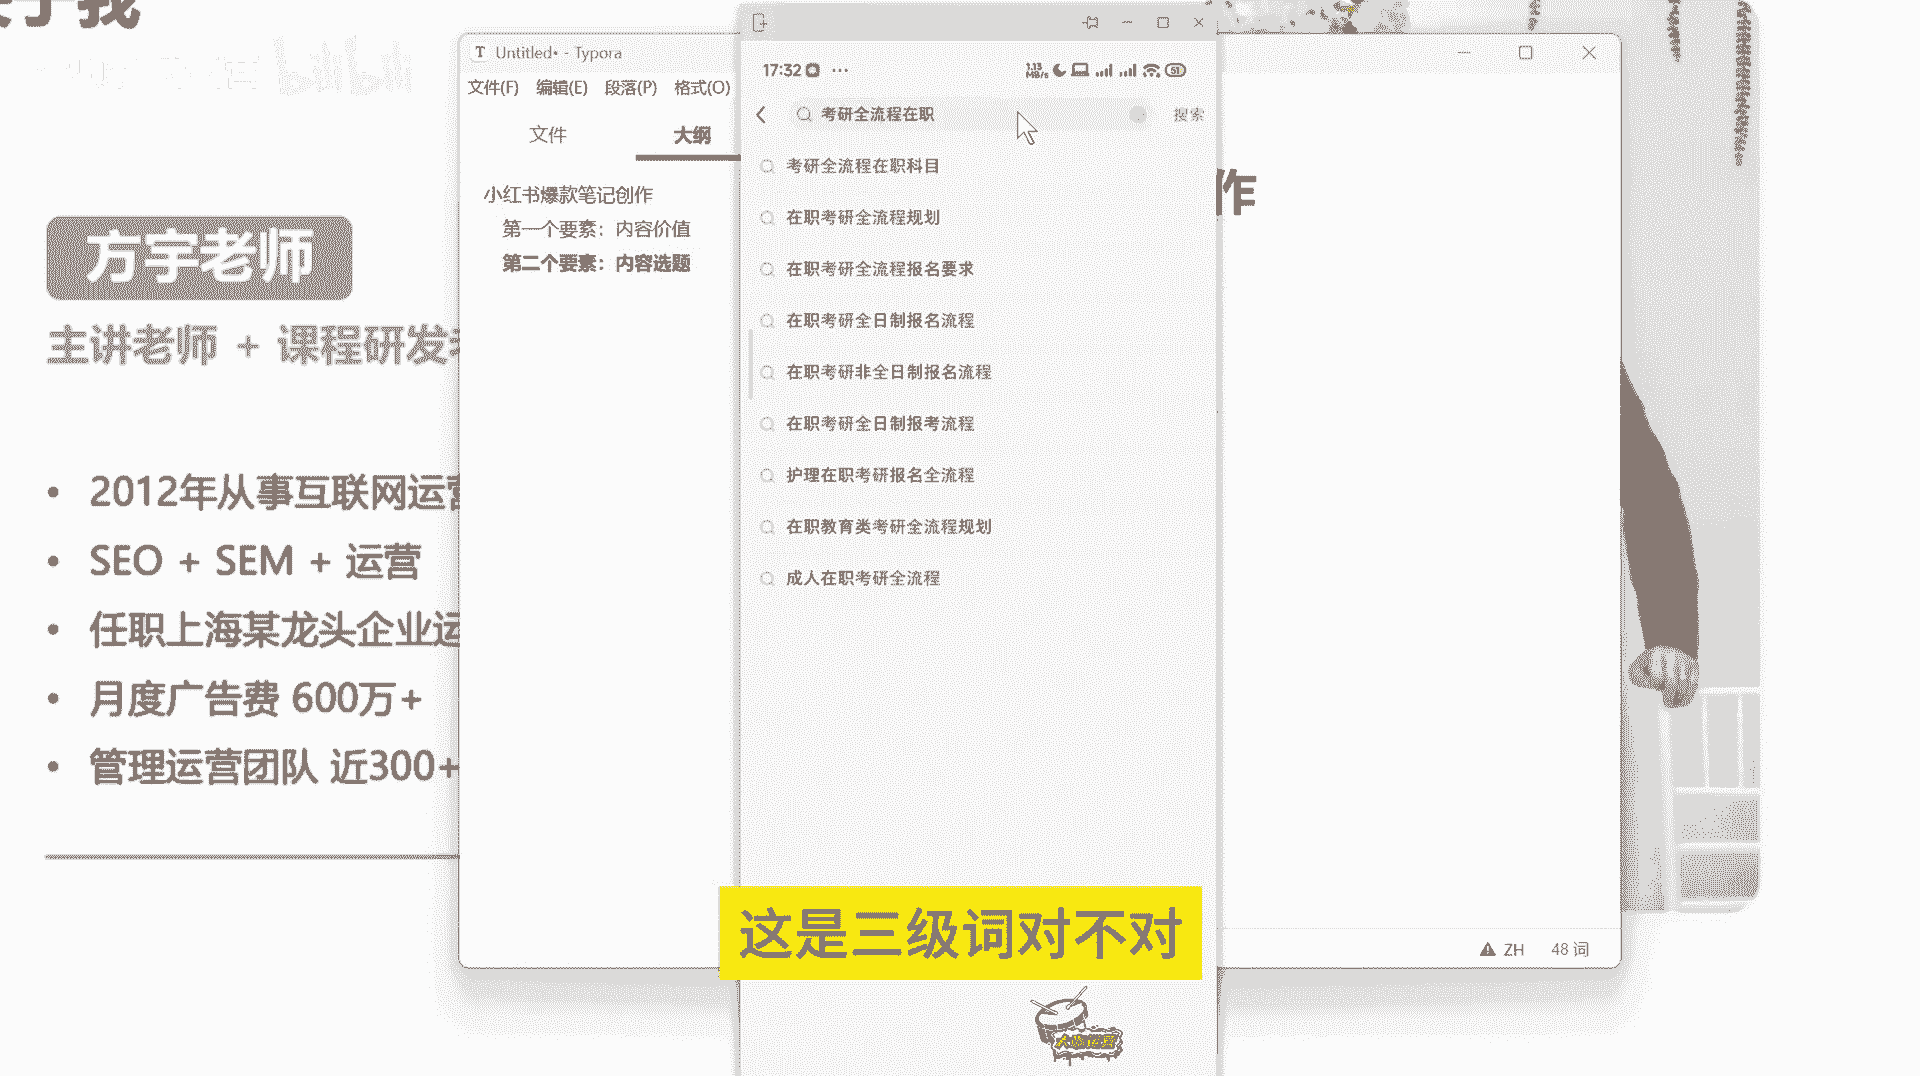 关于我
bilibili
方宇老师
主讲老师 + 课程研发
• 2012年从事互联网运营
• SEO + SEM + 运营
• 任职上海某龙头企业运
• 月度广告费 600万+
• 管理运营团队 近300+
T Untitled• - Typora
文件(F) 编辑(E) 段落(P) 格式(O)
文件 大纲
小红书爆款笔记创作
第一个要素：内容价值
第二个要素：内容选题
作
ZH 48 词
17:32 ···
1.13 MB/s 51
考研全流程在职 搜索
考研全流程在职科目
在职考研全流程规划
在职考研全流程报名要求
在职考研全日制报名流程
在职考研非全日制报名流程
在职考研全日制报考流程
护理在职考研报名全流程
在职教育类考研全流程规划
成人在职考研全流程
这是三级词对不对